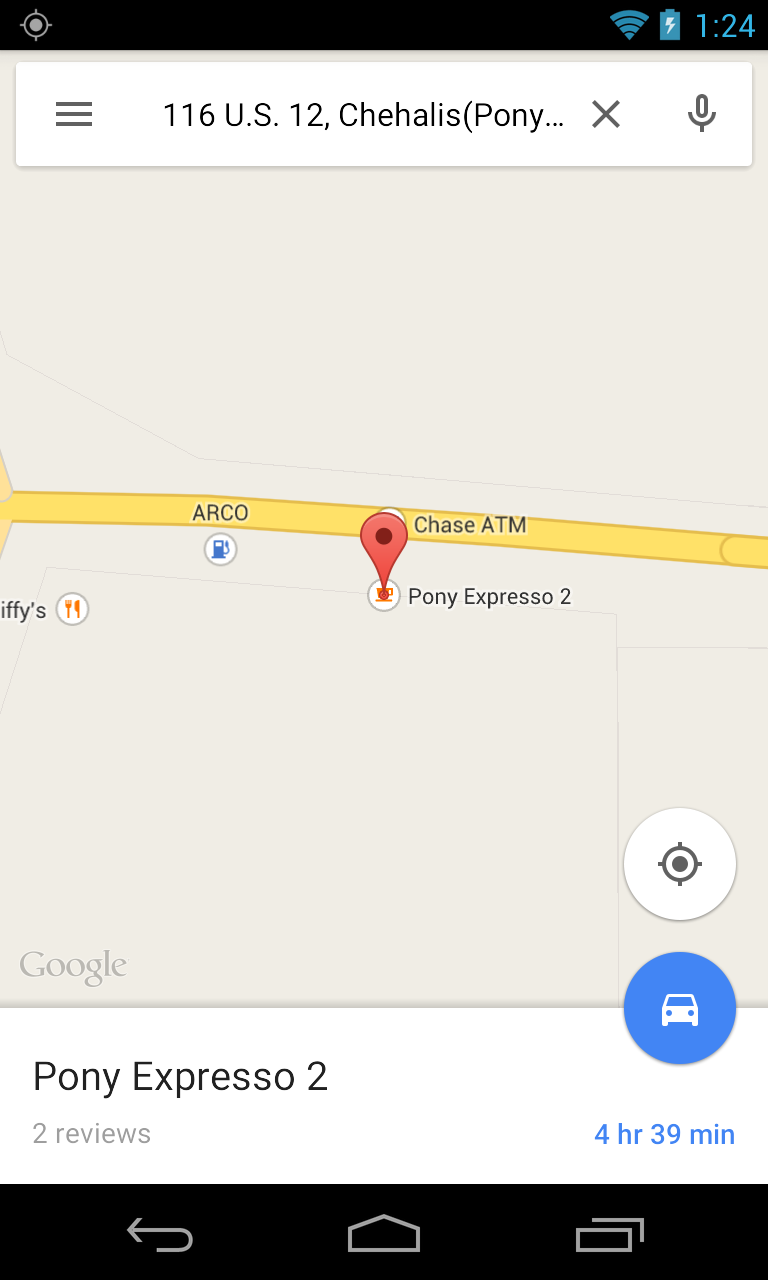 1:24
116 U.S. 12, Chehalis(Pony...
ARCO
Chase ATM
Pony Expresso 2
iffy's
Google
Pony Expresso 2
2 reviews
4 hr 39 min